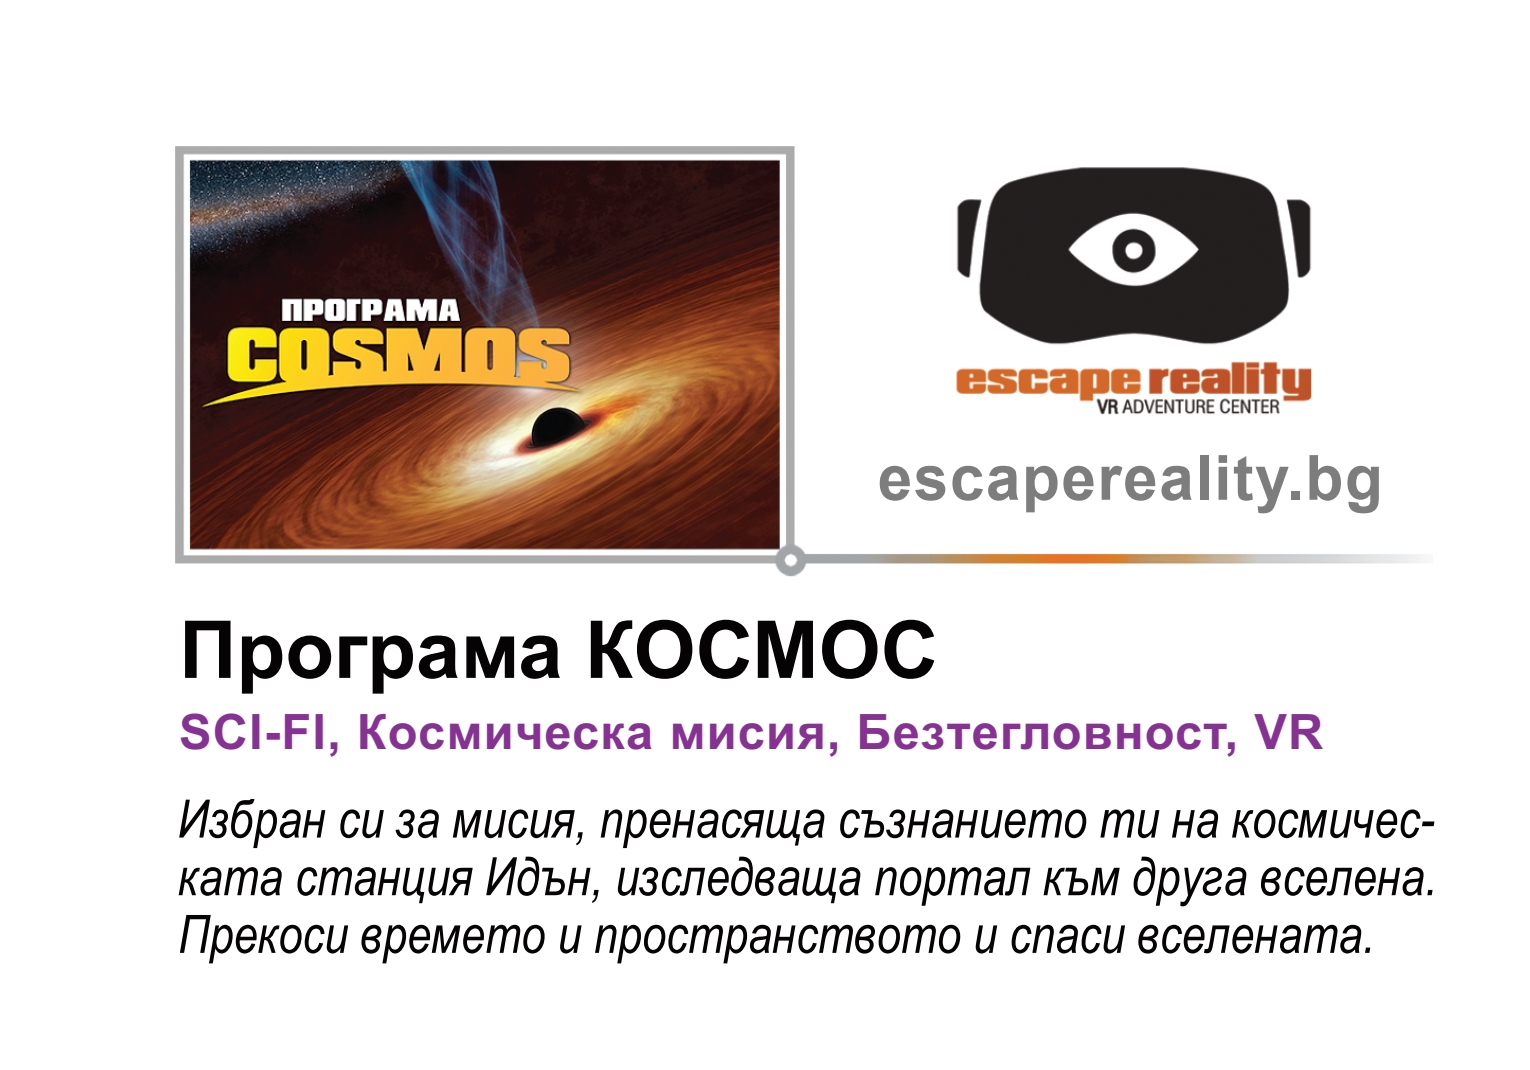 ПРОГРАМА
COSMOS
escape reality
VR ADVENTURE CENTER
escapereality.bg
Програма КОСМОС
SCI-FI, Космическа мисия, Безтегловност, VR
Избран си за мисия, пренасяща съзнанието ти на космичес-
ката станция Идън, изследваща портал към друга вселена.
Прекоси времето и пространството и спаси вселената.